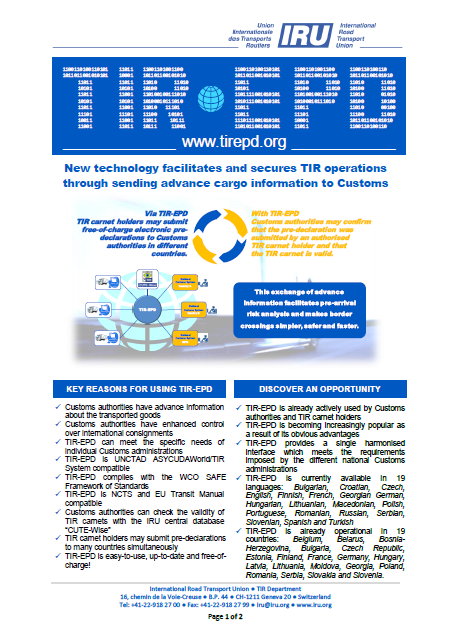 Union
Internationale
des Transports
Routiers
IRU
International
Road
Transport
Union
www.tirepd.org
New technology facilitates and secures TIR operations
through sending advance cargo information to Customs
Via TIR-EPD
TIR carnet holders may submit
free-of-charge electronic pre-
declarations to Customs
authorities in different
countries.
With TIR-EPD
Customs authorities may confirm
that the pre-declaration was
submitted by an authorised
TIR carnet holder and that
the TIR carnet is valid.
TIR-EPD
This exchange of advance
information facilitates pre-arrival
risk analysis and makes border
crossings simpler, safer and faster.
KEY REASONS FOR USING TIR-EPD
✓ Customs authorities have advance information
about the transported goods
✓ Customs authorities have enhanced control
over international consignments
✓ TIR-EPD can meet the specific needs of
individual Customs administrations
✓ TIR-EPD is UNCTAD ASYCUDAWorld/TIR
System compatible
✓ TIR-EPD complies with the WCO SAFE
Framework of Standards
✓ TIR-EPD is NCTS and EU Transit Manual
compatible
✓ Customs authorities can check the validity of
TIR carnets with the IRU central database
"CUTE-Wise"
✓ TIR carnet holders may submit pre-declarations
to many countries simultaneously
✓ TIR-EPD is easy-to-use, up-to-date and free-of-
charge!
DISCOVER AN OPPORTUNITY
✓ TIR-EPD is already actively used by Customs
authorities and TIR carnet holders
✓ TIR-EPD is becoming increasingly popular as
a result of its obvious advantages
✓ TIR-EPD provides a single harmonised
interface which meets the requirements
imposed by the different national Customs
administrations
✓ TIR-EPD is currently available in 19
languages: Bulgarian, Croatian, Czech,
English, Finnish, French, Georgian German,
Hungarian, Lithuanian, Macedonian, Polish,
Portuguese, Romanian, Russian, Serbian,
Slovenian, Spanish and Turkish
✓ TIR-EPD is already operational in 19
countries: Belgium, Belarus, Bosnia-
Herzegovina, Bulgaria, Czech Republic,
Estonia, Finland, France, Germany, Hungary,
Latvia, Lithuania, Moldova, Georgia, Poland,
Romania, Serbia, Slovakia and Slovenia.
International Road Transport Union ● TIR Department
16, chemin de la Voie-Creuse ● B.P. 44 ● CH-1211 Geneva 20 ● Switzerland
Tel: +41-22-918 27 00 ● Fax: +41-22-918 27 99 ● iru@iru.org ● www.iru.org
Page 1 of 2